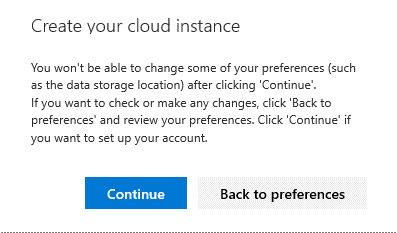 Create your cloud instance
You won't be able to change some of your preferences (such
as the data storage location) after clicking 'Continue'.
If you want to check or make any changes, click 'Back to
preferences' and review your preferences. Click 'Continue' if
you want to set up your account.
Continue
Back to preferences